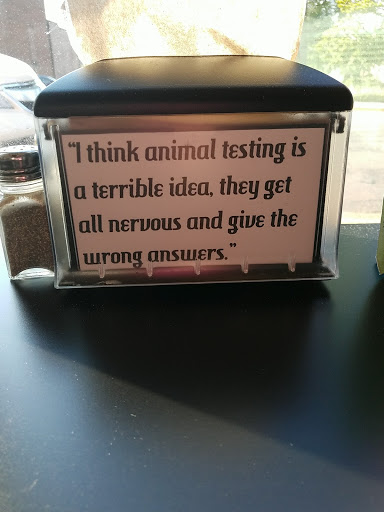 “I think animal testing is
a terrible idea, they get
all nervous and give the
wrong answers.”